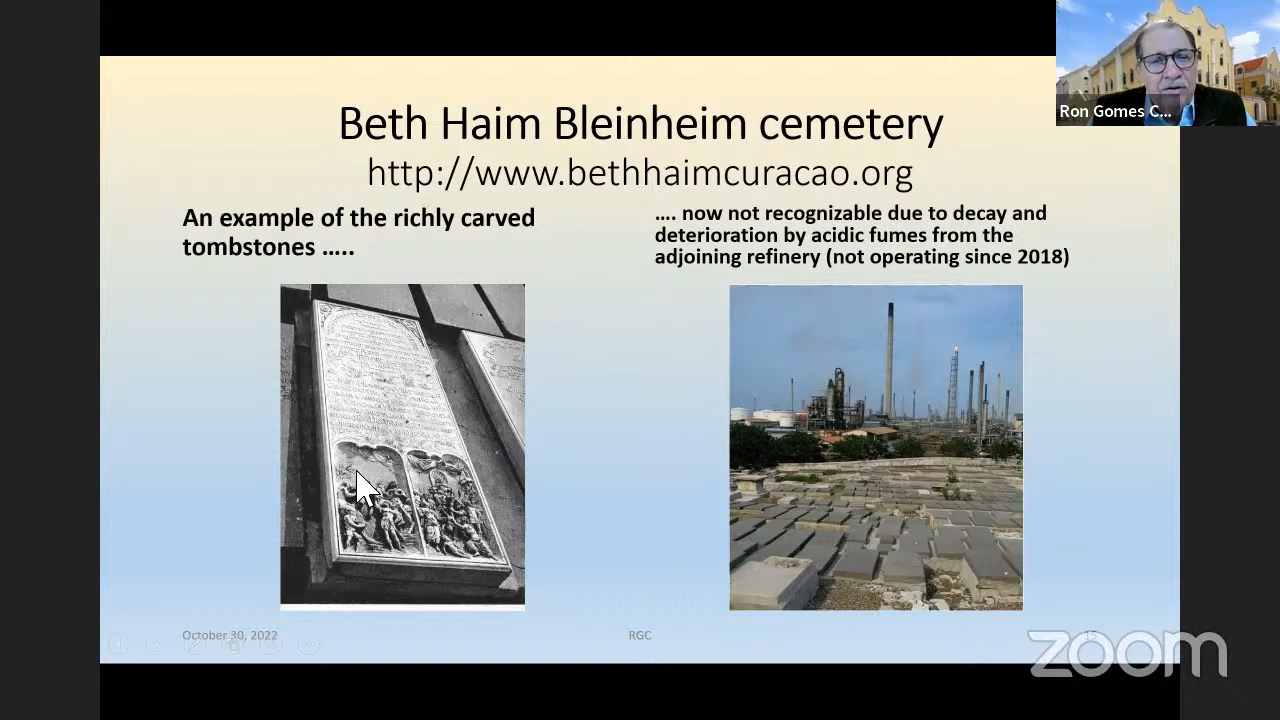 Ron Gomes C...
Beth Haim Bleinheim cemetery
http://www.bethhaimcuracao.org
An example of the richly carved
tombstones …..
…. now not recognizable due to decay and
deterioration by acidic fumes from the
adjoining refinery (not operating since 2018)
October 30, 2022
RGC
15
zoom